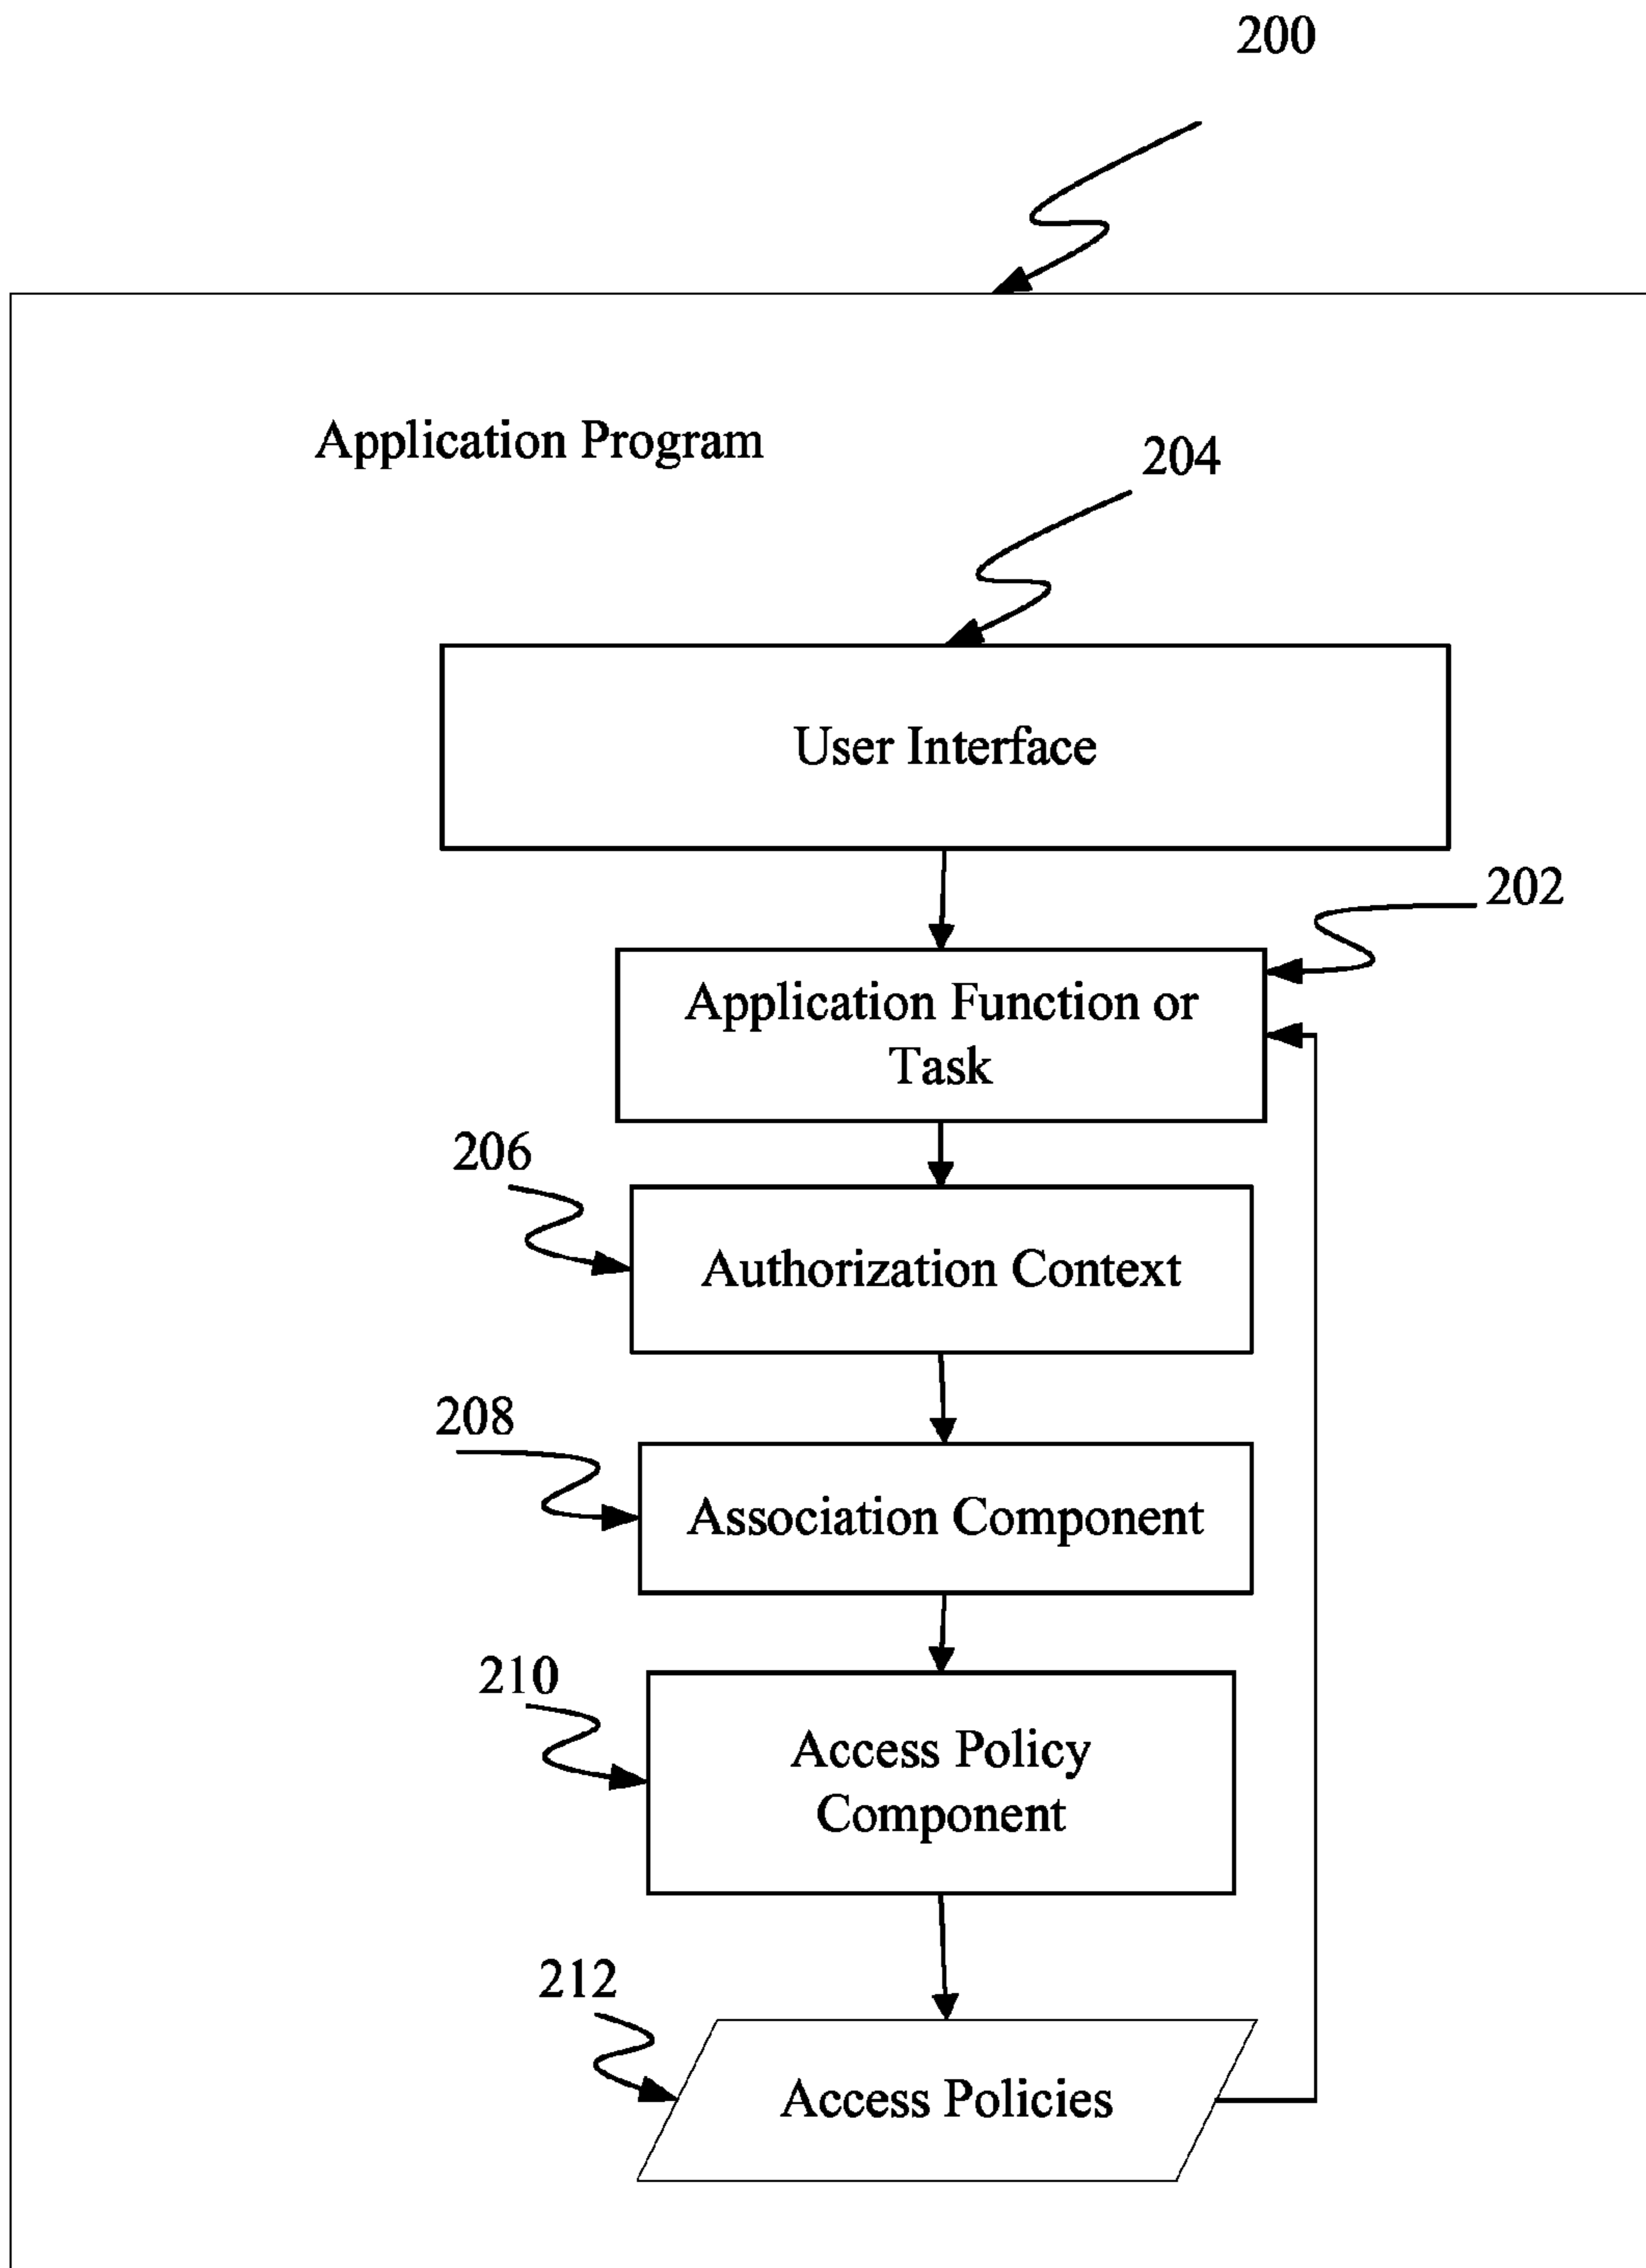 200
Application Program
204
User Interface
202
Application Function or
Task
206
Authorization Context
208
Association Component
210
Access Policy
Component
212
Access Policies